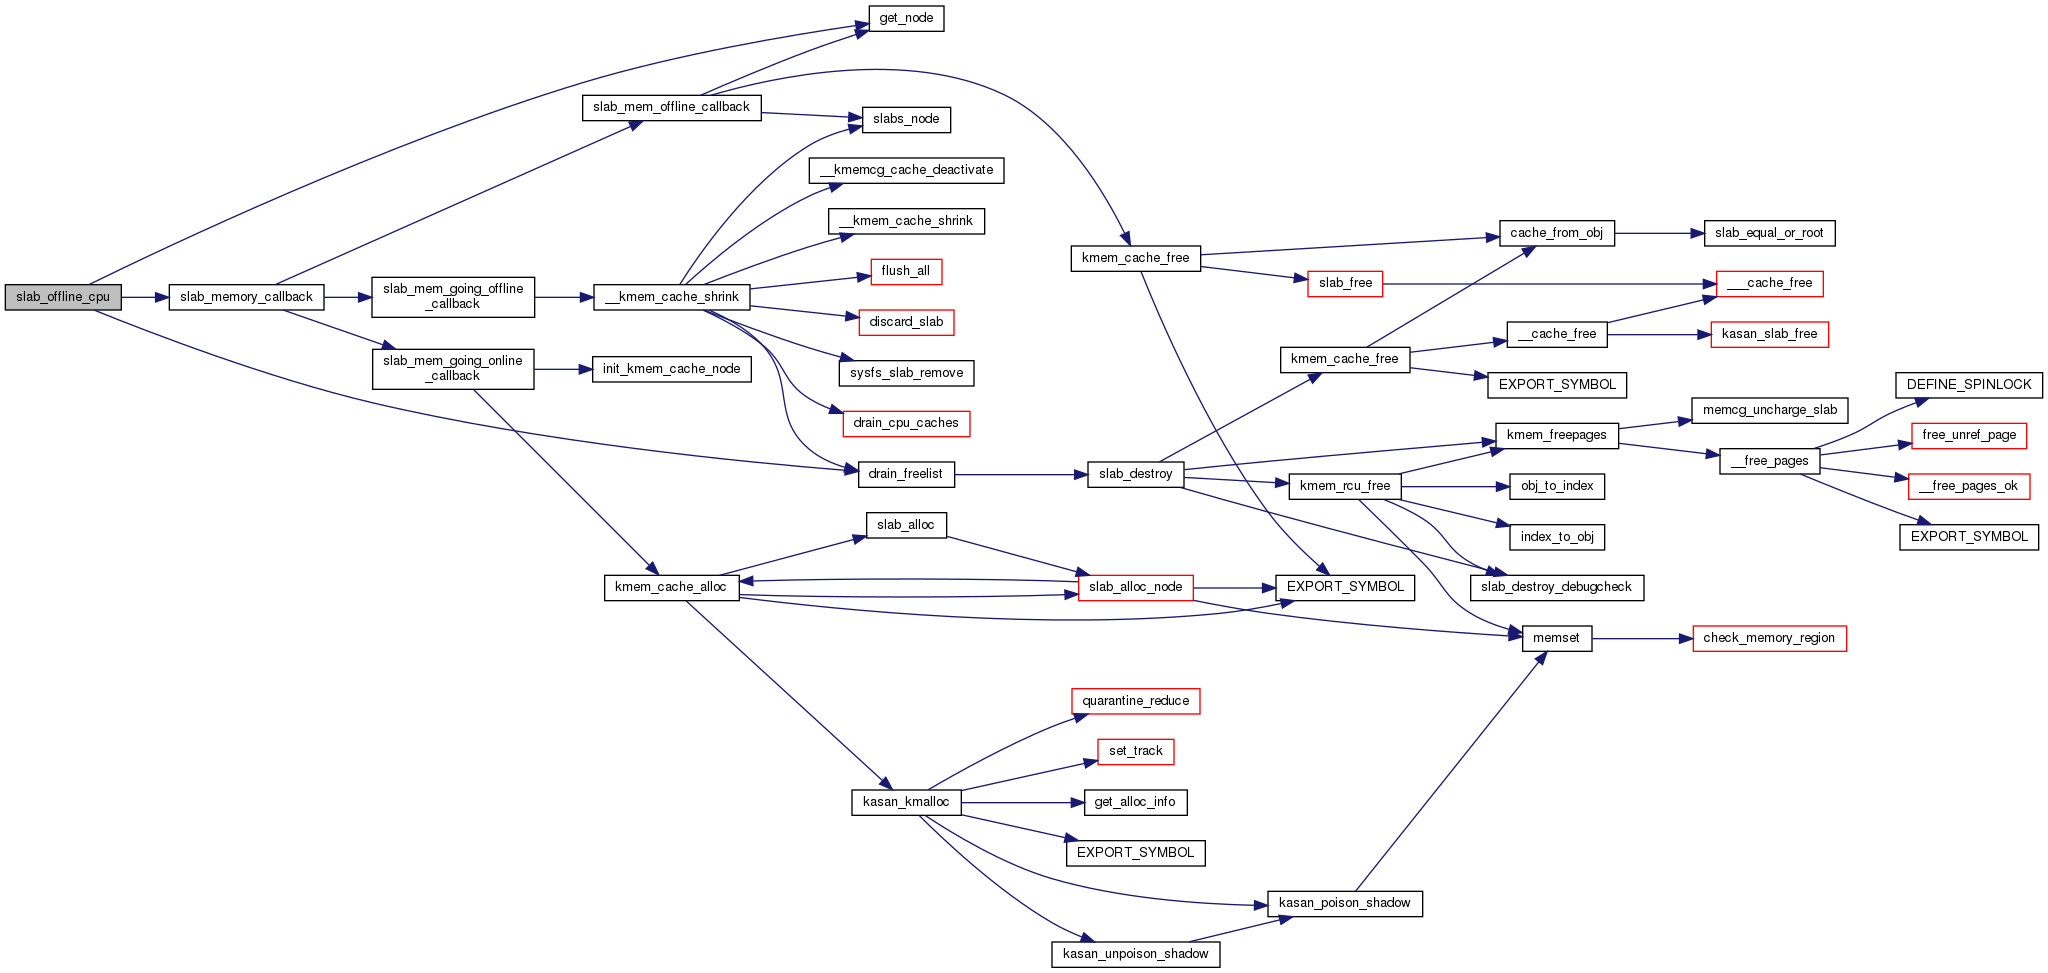 get_node
slab_mem_offline_callback
slabs_node
__kmemcg_cache_deactivate
__kmem_cache_shrink
cache_from_obj
slab_equal_or_root
kmem_cache_free
flush_all
slab_free
___cache_free
slab_offline_cpu
slab_memory_callback
slab_mem_going_offline
_callback
__kmem_cache_shrink
discard_slab
__cache_free
kasan_slab_free
slab_mem_going_online
_callback
init_kmem_cache_node
sysfs_slab_remove
kmem_cache_free
EXPORT_SYMBOL
DEFINE_SPINLOCK
memcg_uncharge_slab
drain_cpu_caches
kmem_freepages
free_unref_page
__free_pages
drain_freelist
slab_destroy
kmem_rcu_free
obj_to_index
__free_pages_ok
slab_alloc
index_to_obj
EXPORT_SYMBOL
kmem_cache_alloc
slab_alloc_node
EXPORT_SYMBOL
slab_destroy_debugcheck
memset
check_memory_region
quarantine_reduce
set_track
kasan_kmalloc
get_alloc_info
EXPORT_SYMBOL
kasan_poison_shadow
kasan_unpoison_shadow